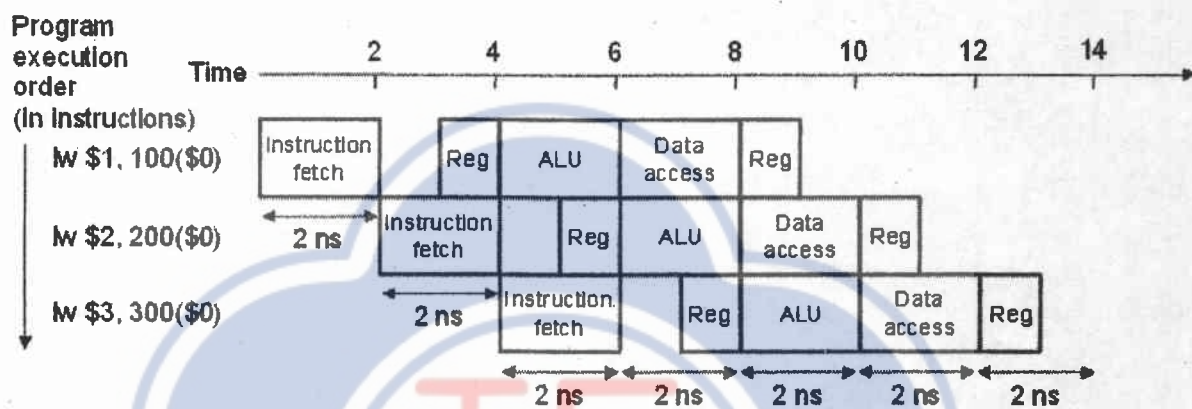 Program
execution
order
(in instructions)
Time
2 4 6 8 10 12 14
lw $1, 100($0)
Instruction
fetch
Reg
ALU
Data
access
Reg
2 ns
lw $2, 200($0)
Instruction
fetch
Reg
ALU
Data
access
Reg
2 ns
lw $3, 300($0)
Instruction
fetch
Reg
ALU
Data
access
Reg
2 ns 2 ns 2 ns 2 ns 2 ns